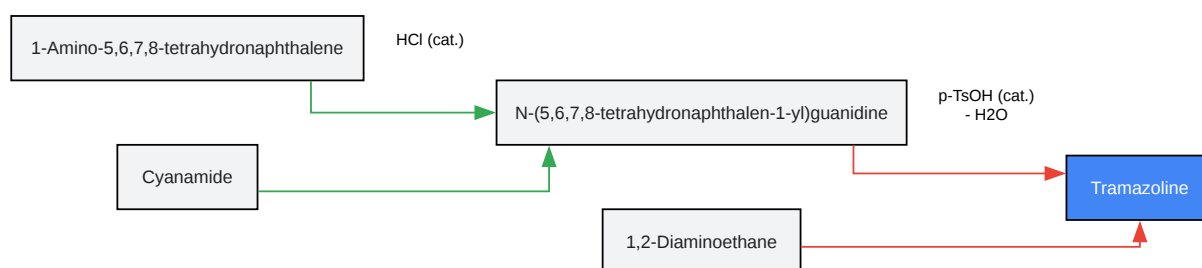 1-Amino-5,6,7,8-tetrahydronaphthalene
HCl (cat.)
N-(5,6,7,8-tetrahydronaphthalen-1-yl)guanidine
p-TsOH (cat.)
- H2O
Cyanamide
Tramazoline
1,2-Diaminoethane